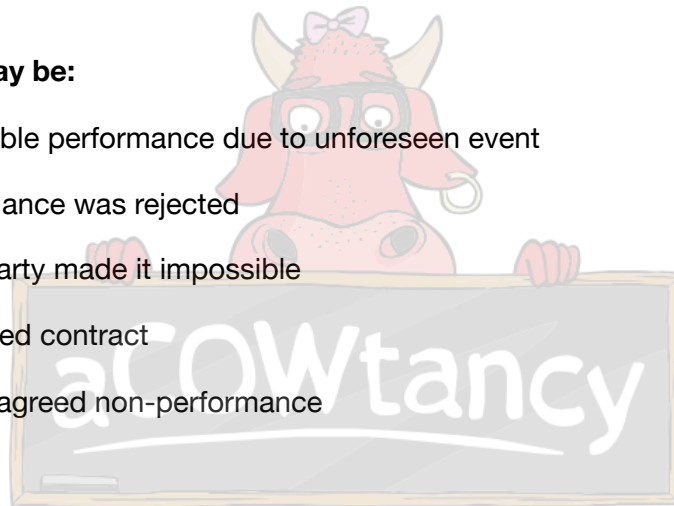 ay be:
ble performance due to unforeseen event
ance was rejected
arty made it impossible
ed contract
agreed non-performance
aCOWtancy